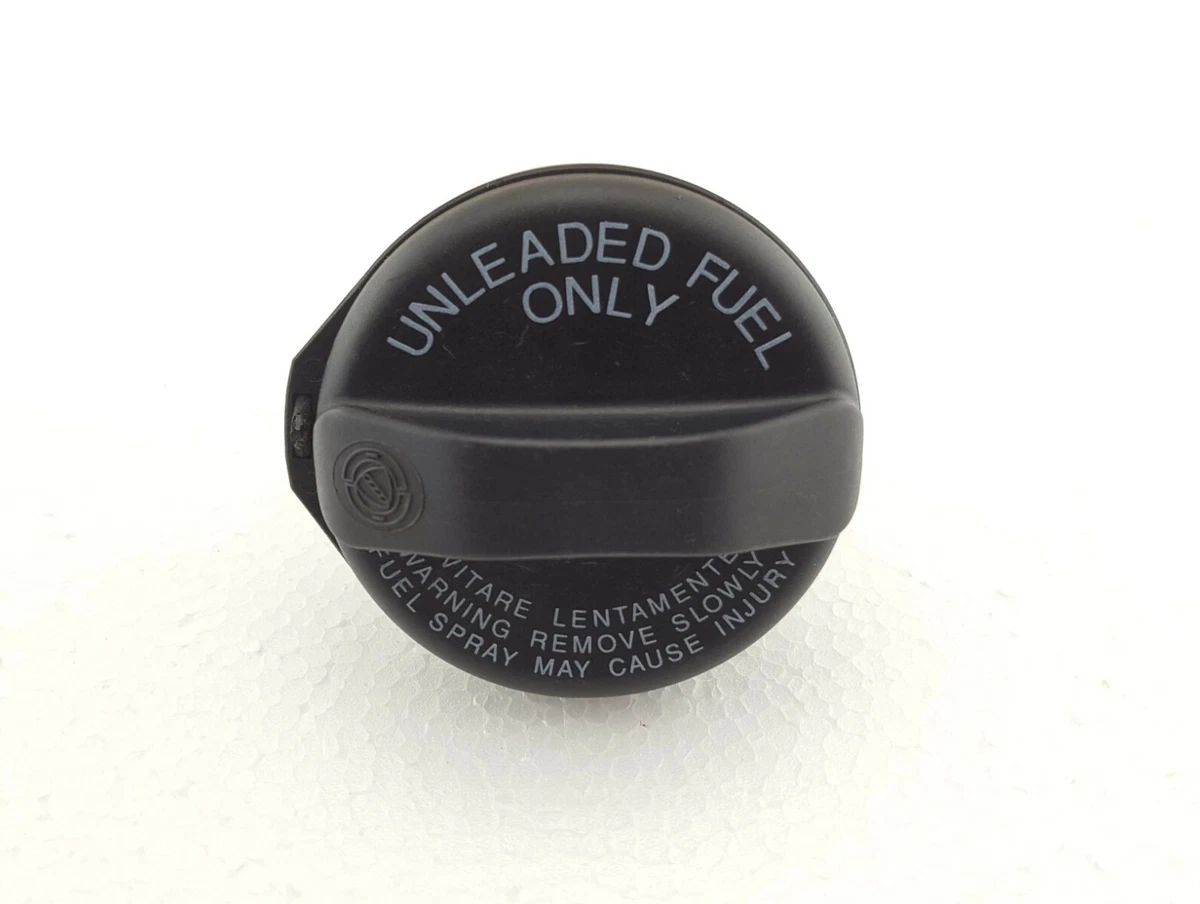 UNLEADED FUEL
ONLY
VITARE LENTAMENTE
WARNING REMOVE SLOWLY
FUEL SPRAY MAY CAUSE INJURY